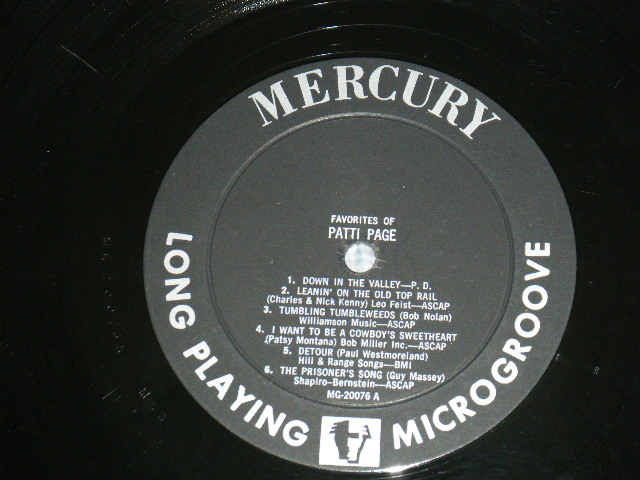 MERCURY
FAVORITES OF
PATTI PAGE
1. DOWN IN THE VALLEY—P. D.
2. LEANIN' ON THE OLD TOP RAIL
(Charles & Nick Kenny) Leo Feist—ASCAP
3. TUMBLING TUMBLEWEEDS (Bob Nolan)
Williamson Music—ASCAP
4. I WANT TO BE A COWBOY'S SWEETHEART
(Patsy Montana) Bob Miller Inc.—ASCAP
5. DETOUR (Paul Westmoreland)
Hill & Range Songs—BMI
6. THE PRISONER'S SONG (Guy Massey)
Shapiro-Bernstein—ASCAP
MG-20076 A
LONG PLAYING MICROGROOVE